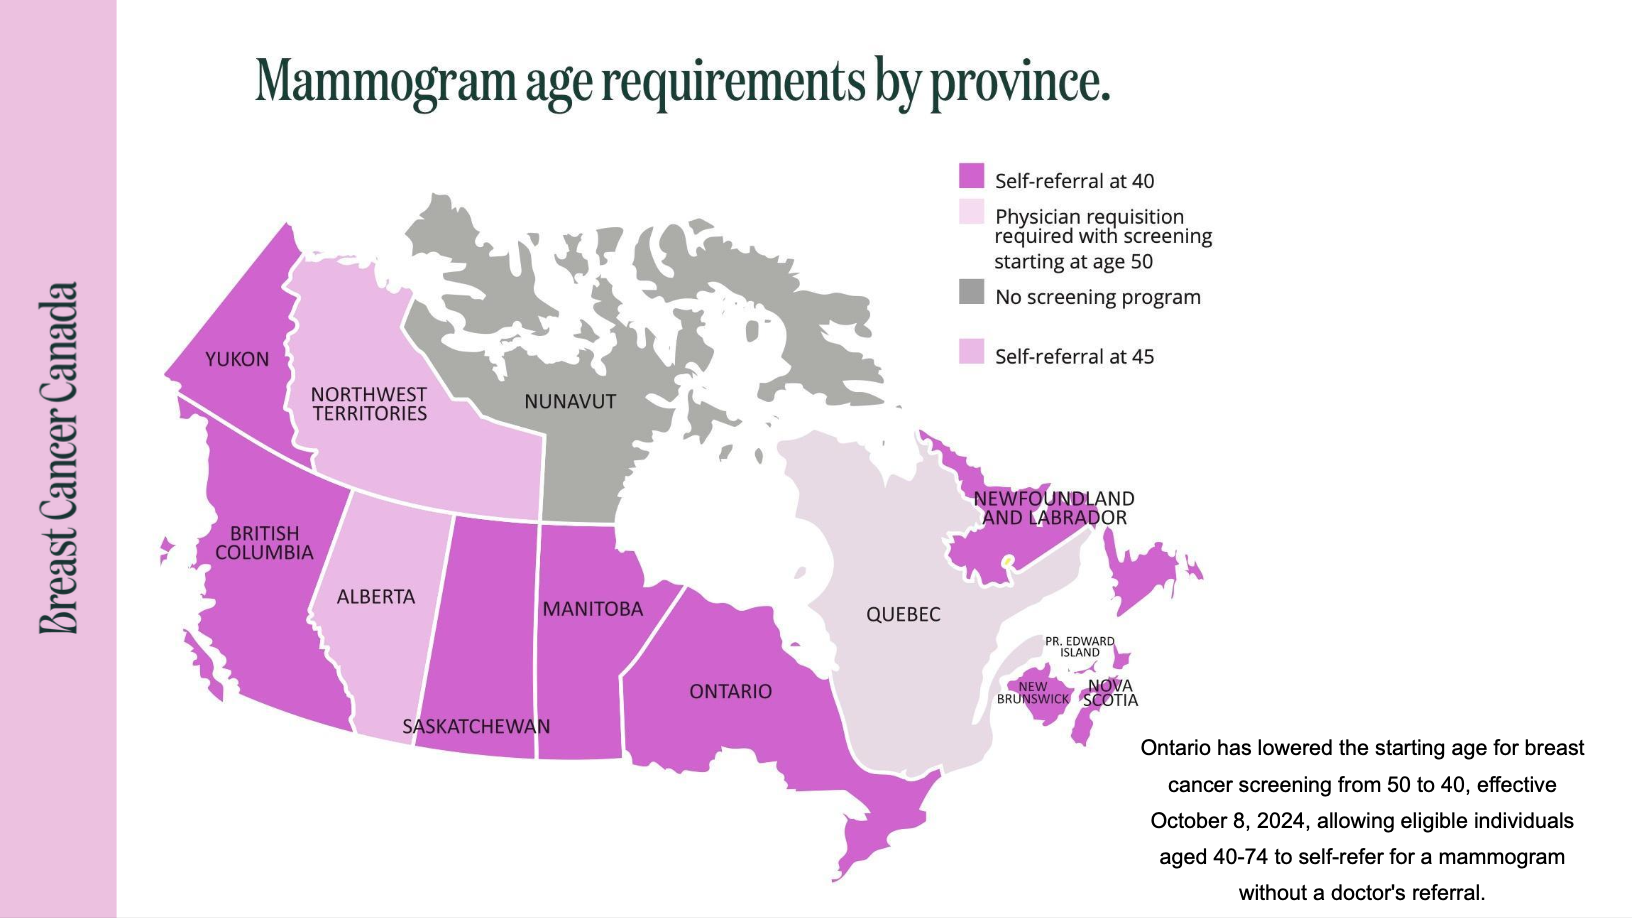 Breast Cancer Canada
Mammogram age requirements by province.
Self-referral at 40
Physician requisition
required with screening
starting at age 50
No screening program
Self-referral at 45
YUKON
NORTHWEST
TERRITORIES
NUNAVUT
BRITISH
COLUMBIA
ALBERTA
SASKATCHEWAN
MANITOBA
ONTARIO
QUEBEC
NEWFOUNDLAND
AND LABRADOR
PR. EDWARD
ISLAND
NEW
BRUNSWICK
NOVA
SCOTIA
Ontario has lowered the starting age for breast
cancer screening from 50 to 40, effective
October 8, 2024, allowing eligible individuals
aged 40-74 to self-refer for a mammogram
without a doctor's referral.